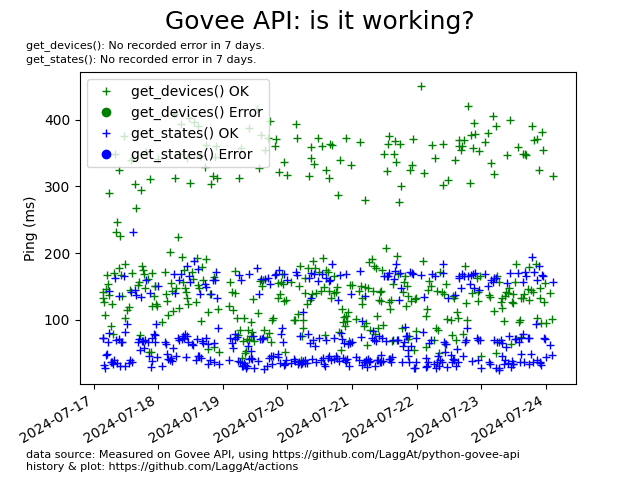 Govee API: is it working?
get_devices(): No recorded error in 7 days.
get_states(): No recorded error in 7 days.
get_devices() OK
get_devices() Error
get_states() OK
get_states() Error
400
300
200
100
Ping (ms)
2024-07-17
2024-07-18
2024-07-19
2024-07-20
2024-07-21
2024-07-22
2024-07-23
2024-07-24
data source: Measured on Govee API, using https://github.com/LaggAt/python-govee-api
history & plot: https://github.com/LaggAt/actions